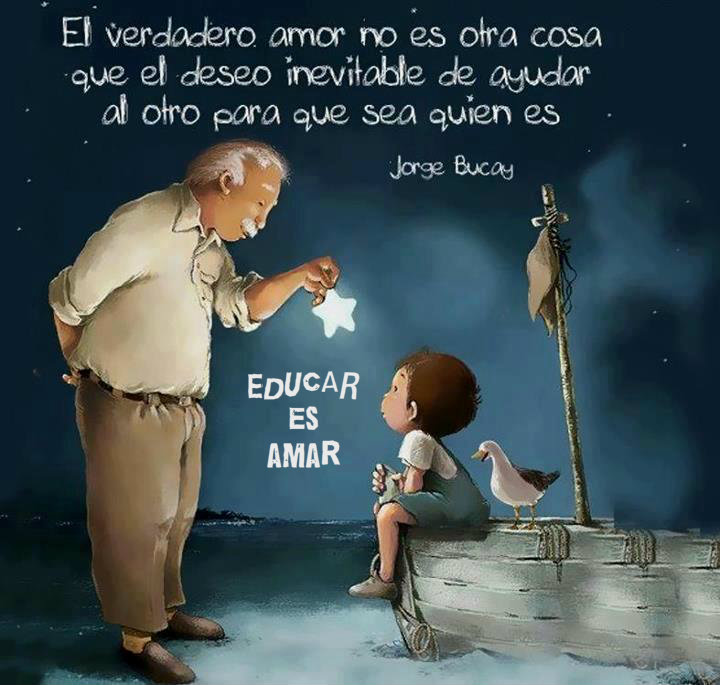 El verdadero amor no es otra cosa
que el deseo inevitable de ayudar
al otro para que sea quien es
Jorge Bucay
EDUCAR
ES
AMAR